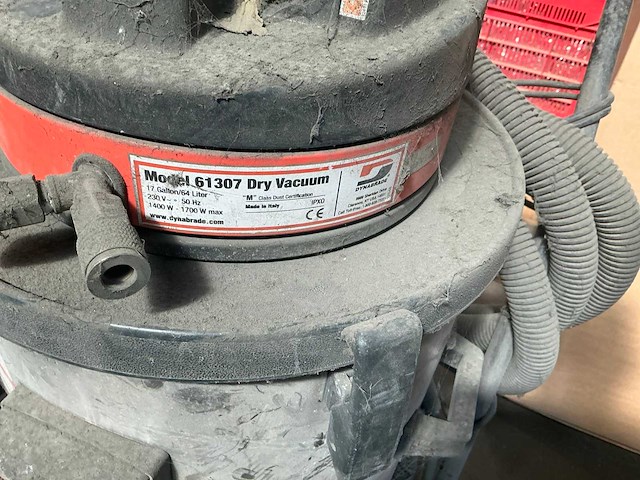 Model 61307 Dry Vacuum
17 Gallon/64 Liter
230 V~ - 50 Hz
1400 W - 1700 W max
www.dynabrade.com
"M" Class Dust Certification
Made in Italy
IPX0
CE
DYNABRADE